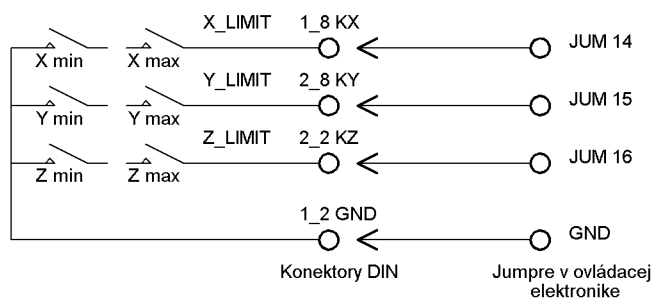 X_LIMIT 1_8 KX JUM 14
X min X max
Y_LIMIT 2_8 KY JUM 15
Y min Y max
Z_LIMIT 2_2 KZ JUM 16
Z min Z max
1_2 GND GND
Konektory DIN Jumpre v ovládacej
elektronike